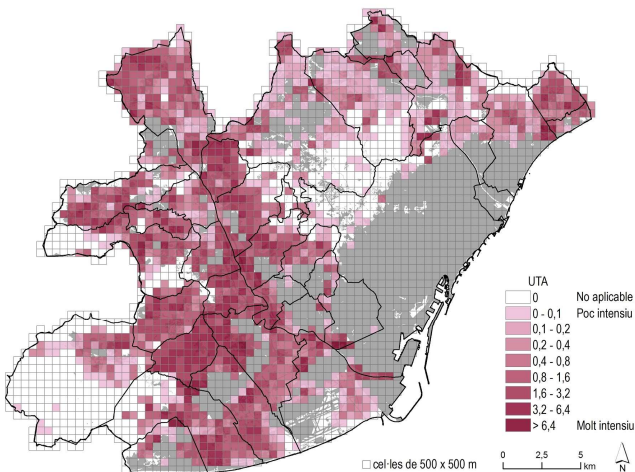 UTA
0 No aplicable
0 - 0,1 Poc intensiu
0,1 - 0,2
0,2 - 0,4
0,4 - 0,8
0,8 - 1,6
1,6 - 3,2
3,2 - 6,4
> 6,4 Molt intensiu
cel·les de 500 x 500 m
0 2,5 5
km
N